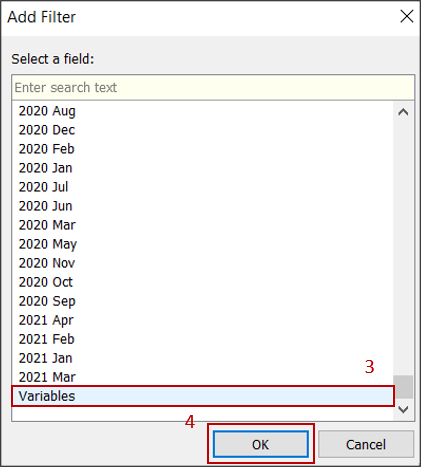 Add Filter
Select a field:
Enter search text
2020 Aug
2020 Dec
2020 Feb
2020 Jan
2020 Jul
2020 Jun
2020 Mar
2020 May
2020 Nov
2020 Oct
2020 Sep
2021 Apr
2021 Feb
2021 Jan
2021 Mar
3
Variables
4
OK
Cancel